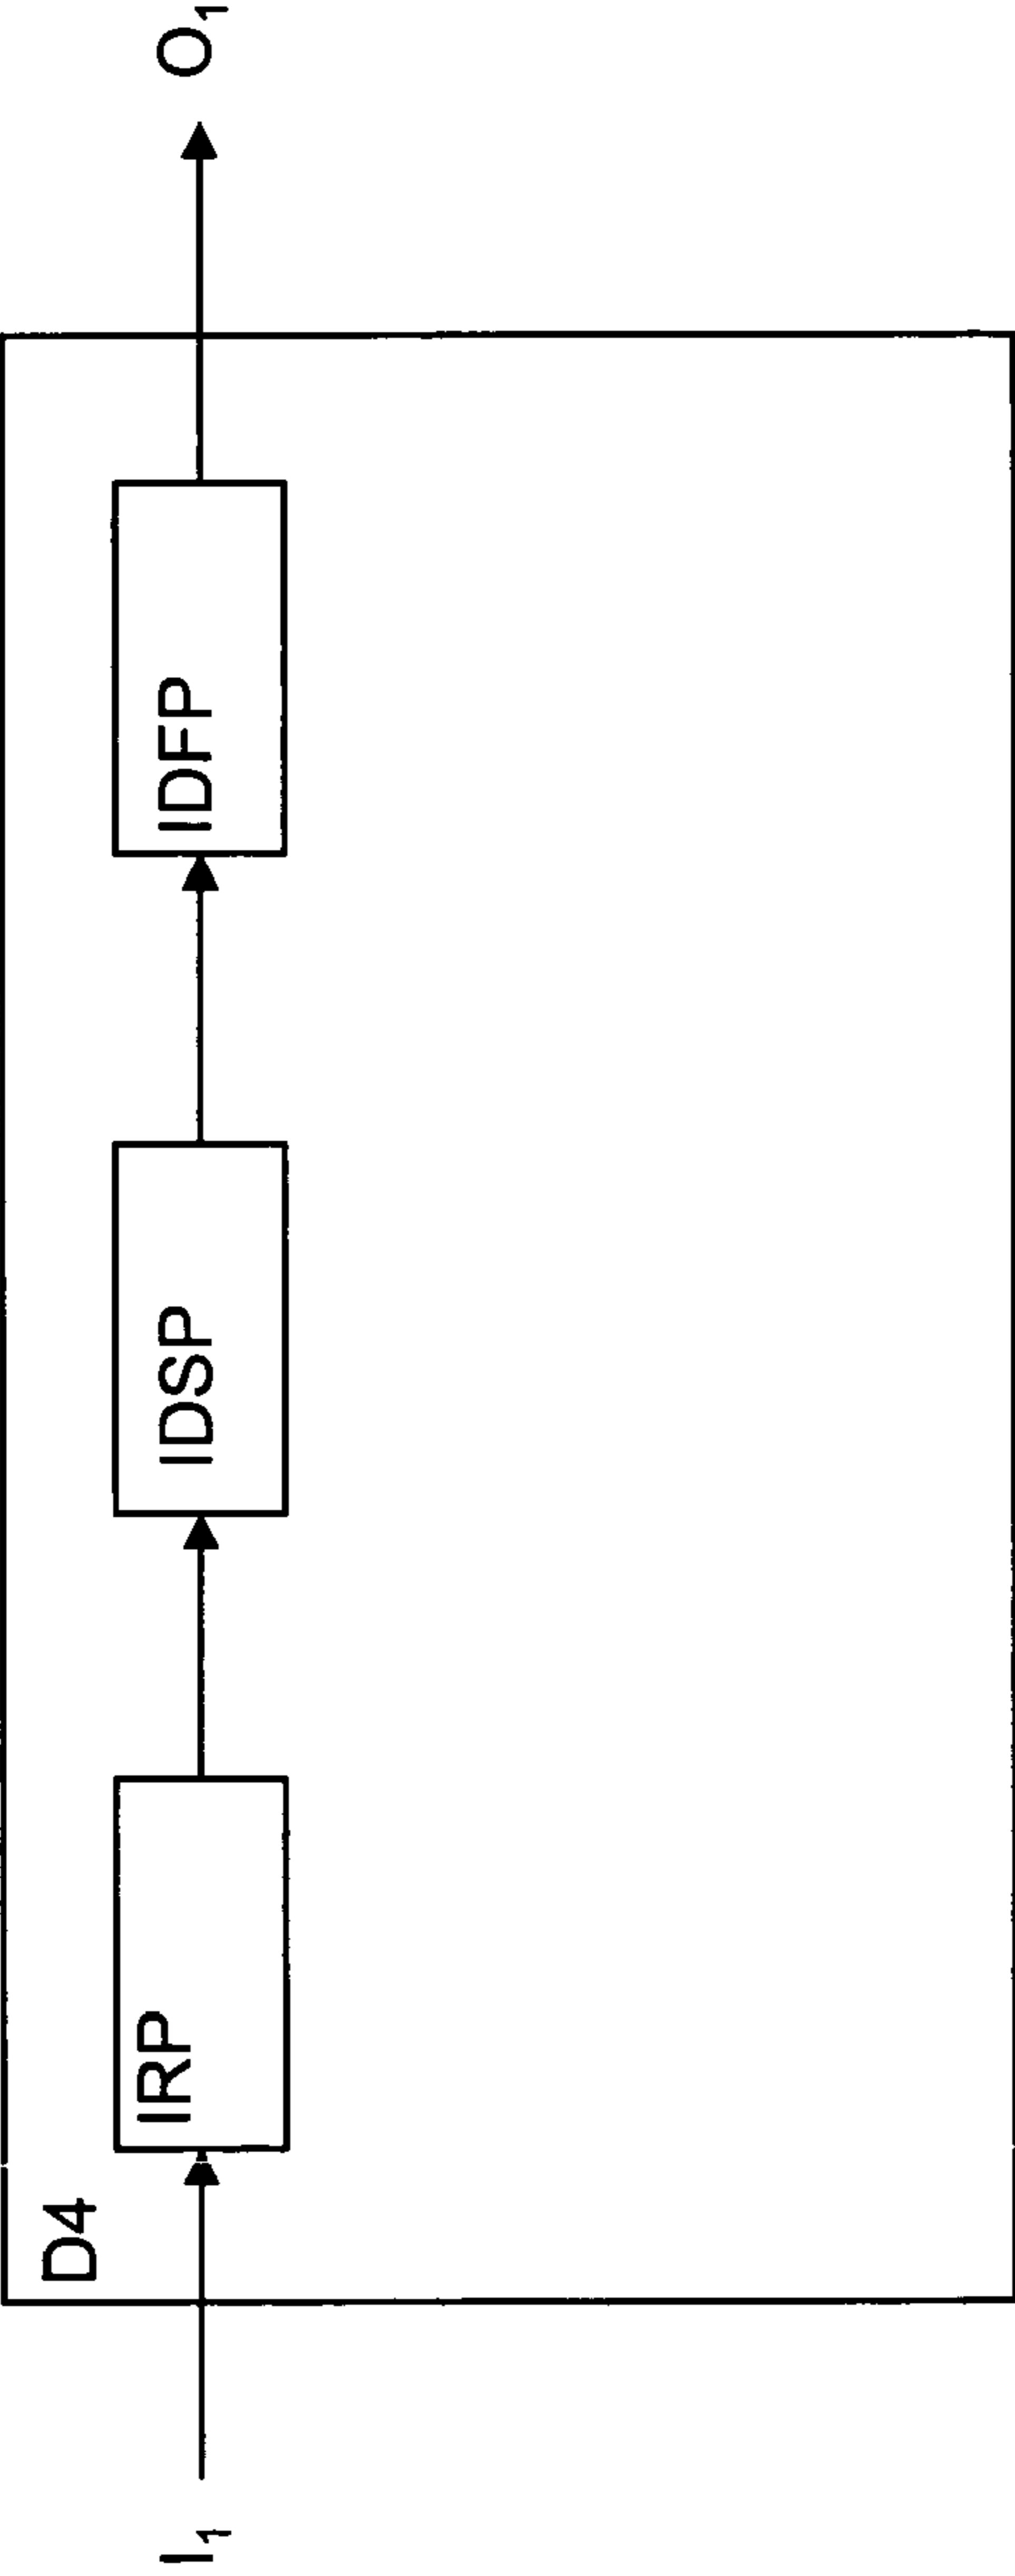 D4
I₁
IRP
IDSP
IDFP
O₁